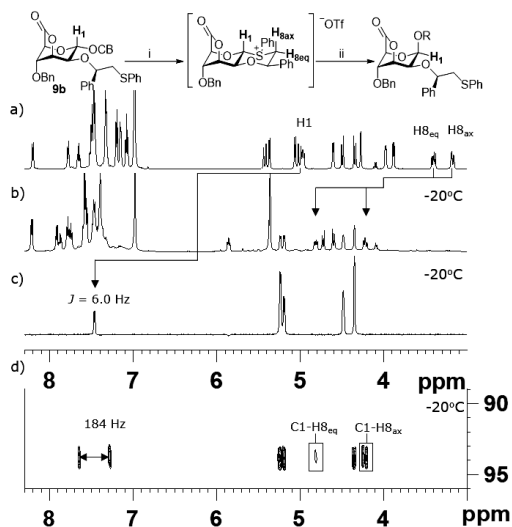 O H₁ OCB O O O BnO Ph SPh 9b
i
O H₁ Ph H₈ax S + H₈eq O O O OBn Ph ⁻OTf
ii
O OR O O O H₁ OBn Ph SPh
a)
H1 H8eq H8ax
b)
-20°C
c)
-20°C
J = 6.0 Hz
8 7 6 5 4 ppm
d)
-20°C
90
184 Hz C1-H8eq C1-H8ax
95
8 7 6 5 4 ppm